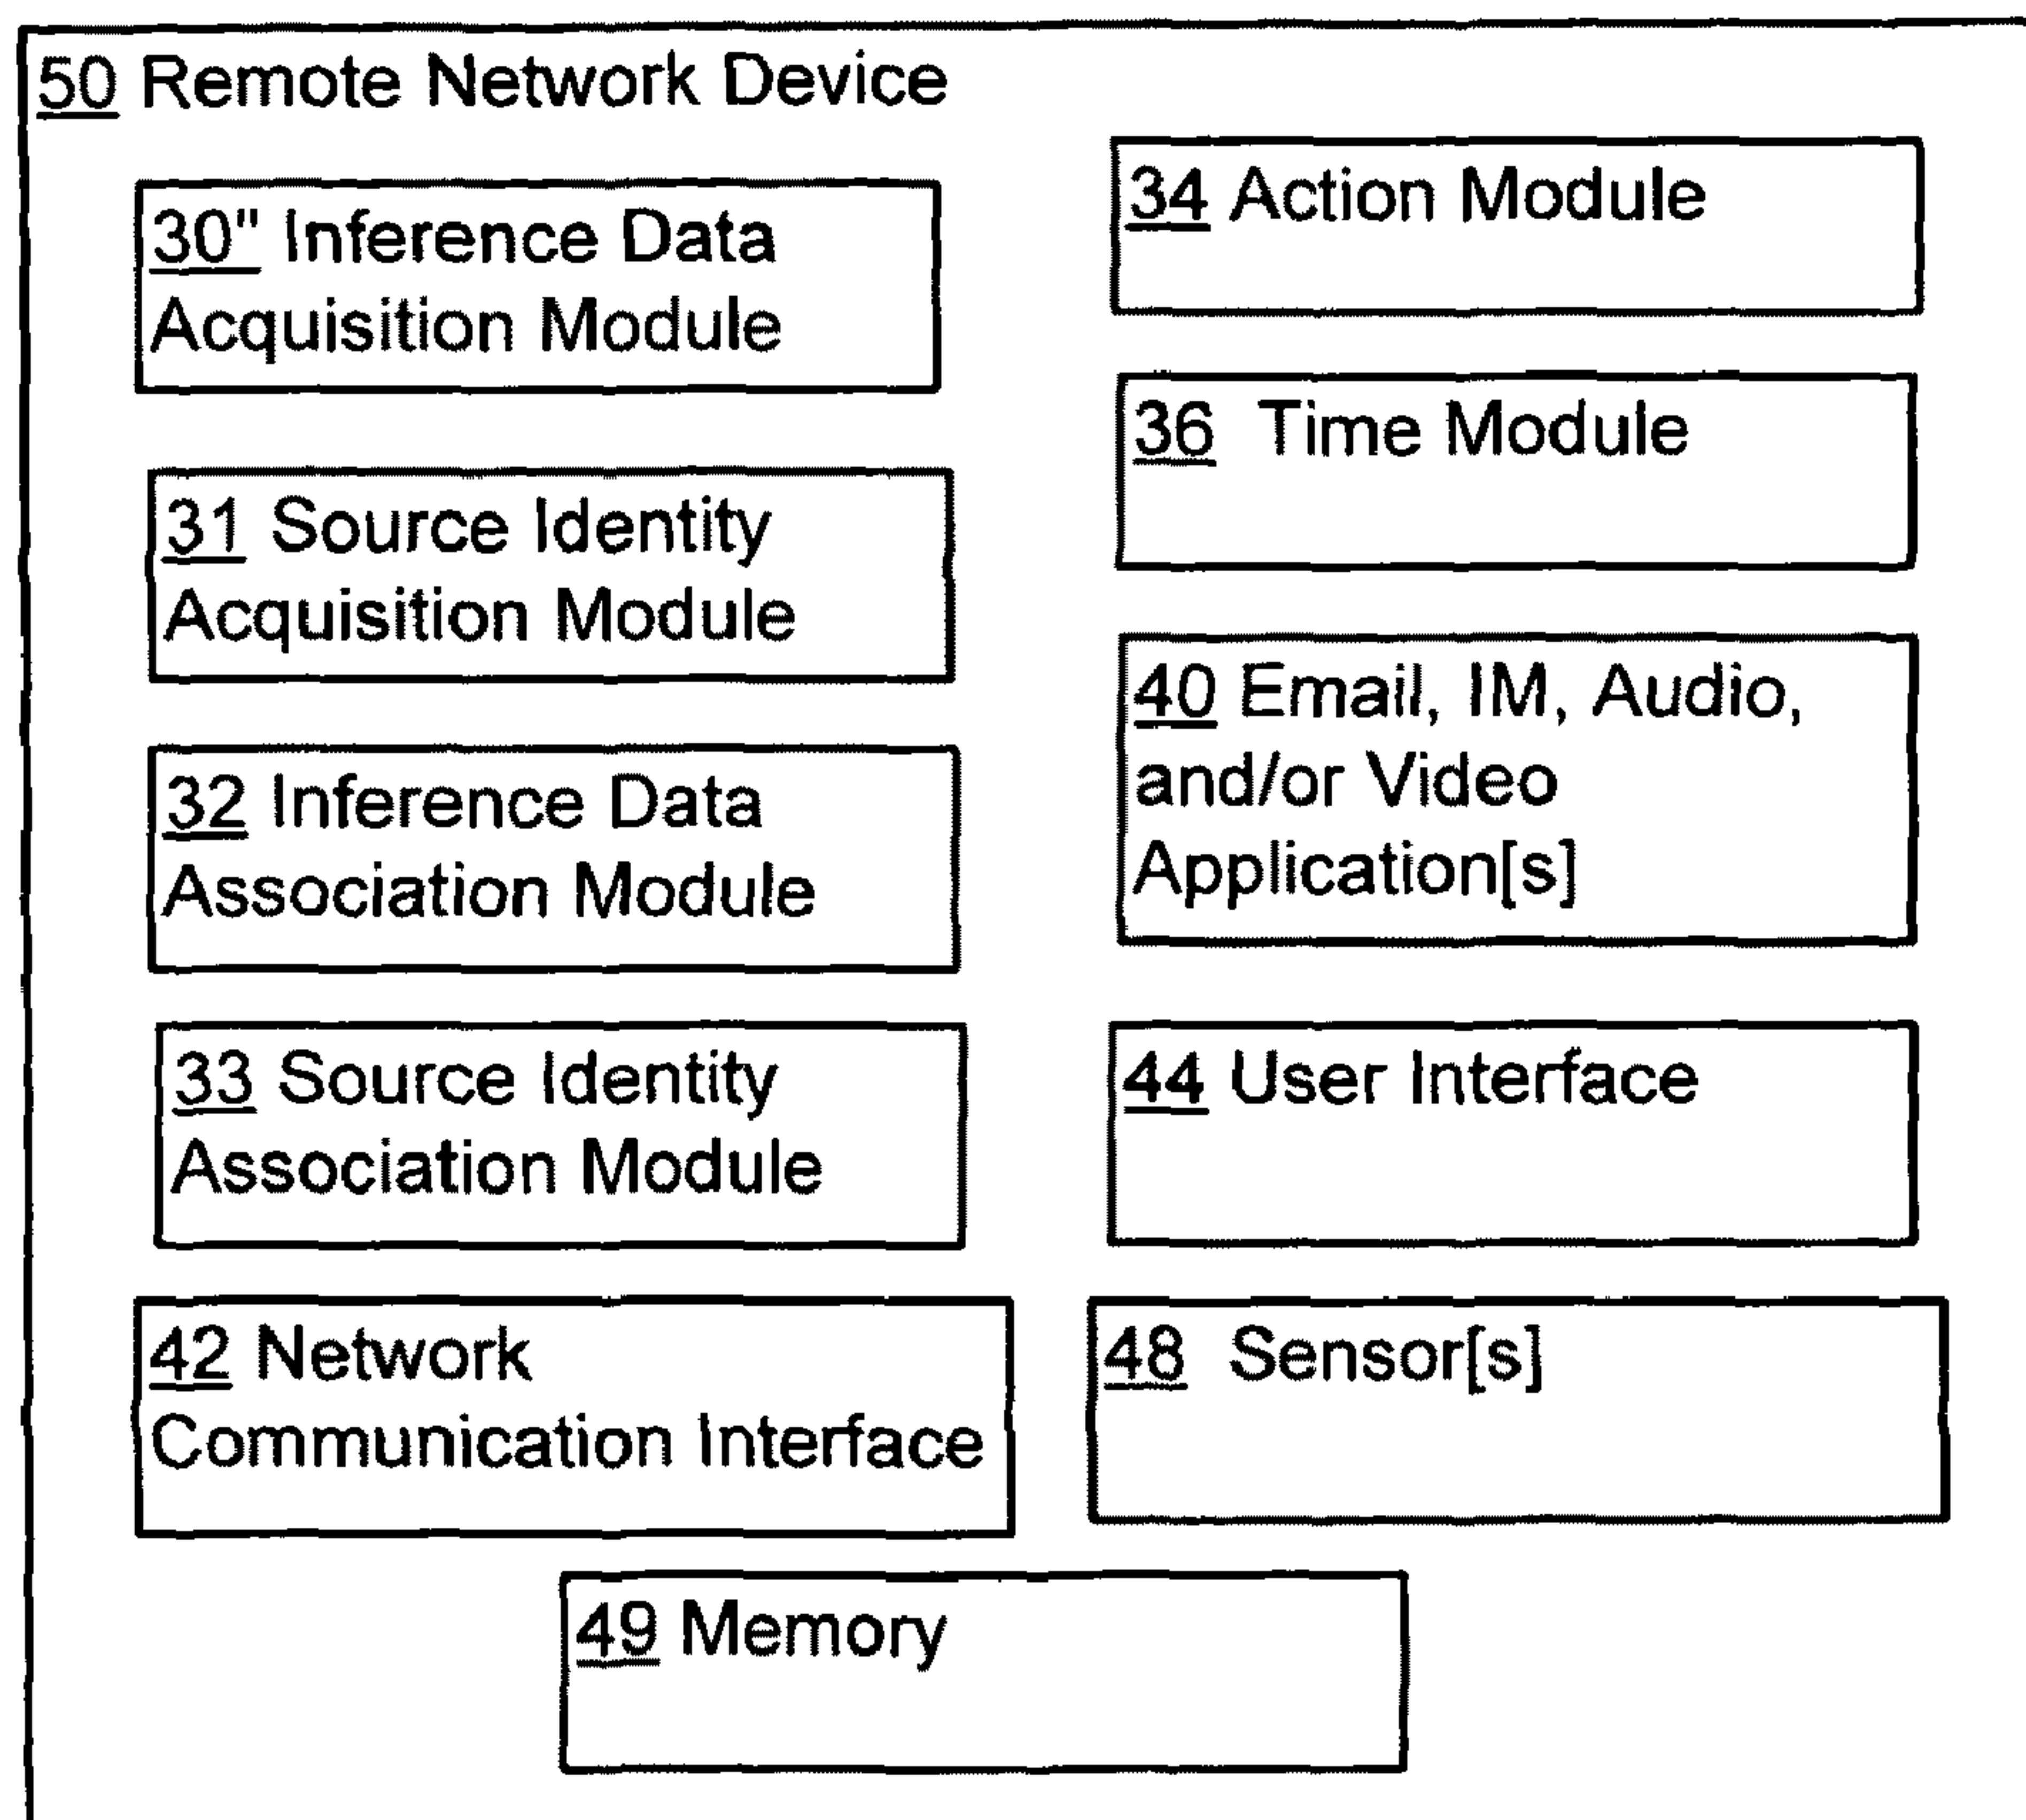 50 Remote Network Device
30" Inference Data
Acquisition Module
31 Source Identity
Acquisition Module
32 Inference Data
Association Module
33 Source Identity
Association Module
42 Network
Communication Interface
34 Action Module
36 Time Module
40 Email, IM, Audio,
and/or Video
Application[s]
44 User Interface
48 Sensor[s]
49 Memory